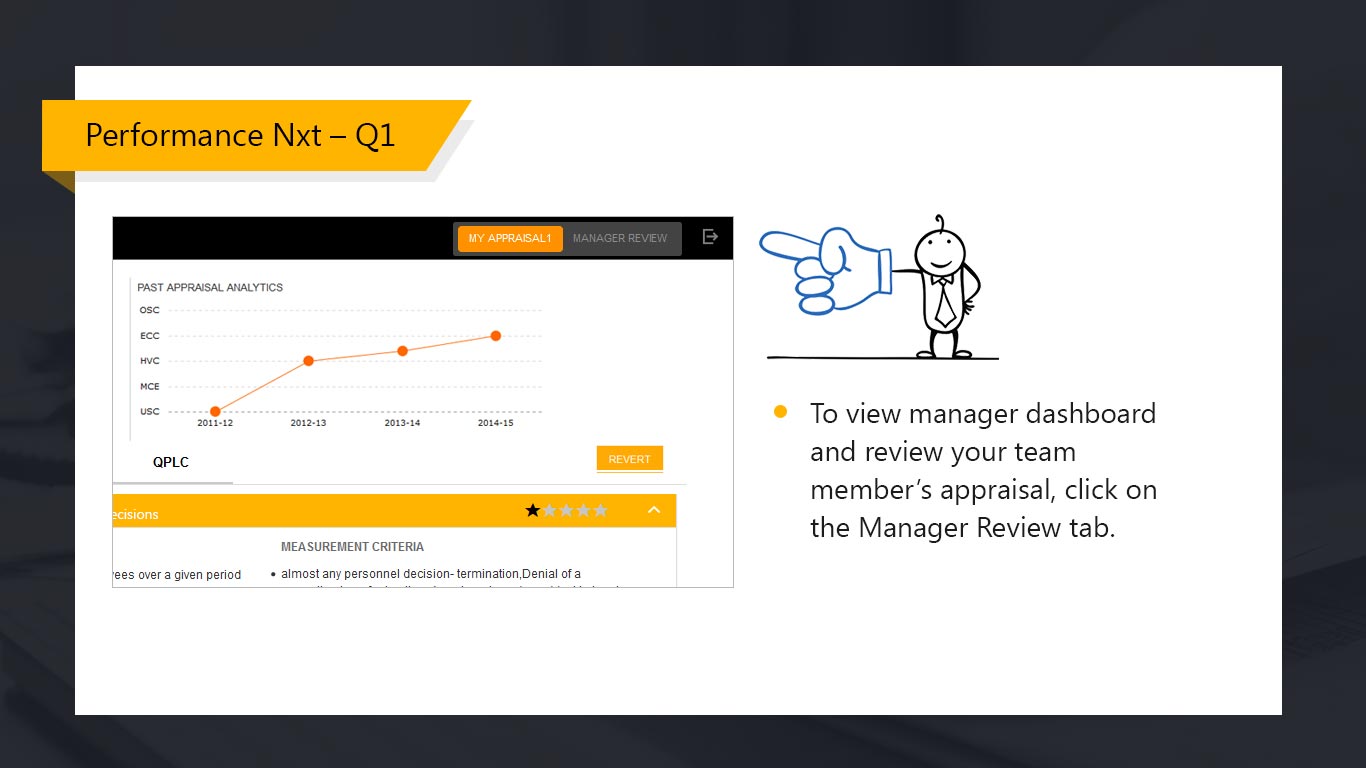 Performance Nxt – Q1
MY APPRAISAL1 MANAGER REVIEW
PAST APPRAISAL ANALYTICS
OSC
ECC
HVC
MCE
USC
2011-12 2012-13 2013-14 2014-15
QPLC
REVERT
ecisions
MEASUREMENT CRITERIA
ees over a given period
• almost any personnel decision- termination,Denial of a
To view manager dashboard
and review your team
member’s appraisal, click on
the Manager Review tab.